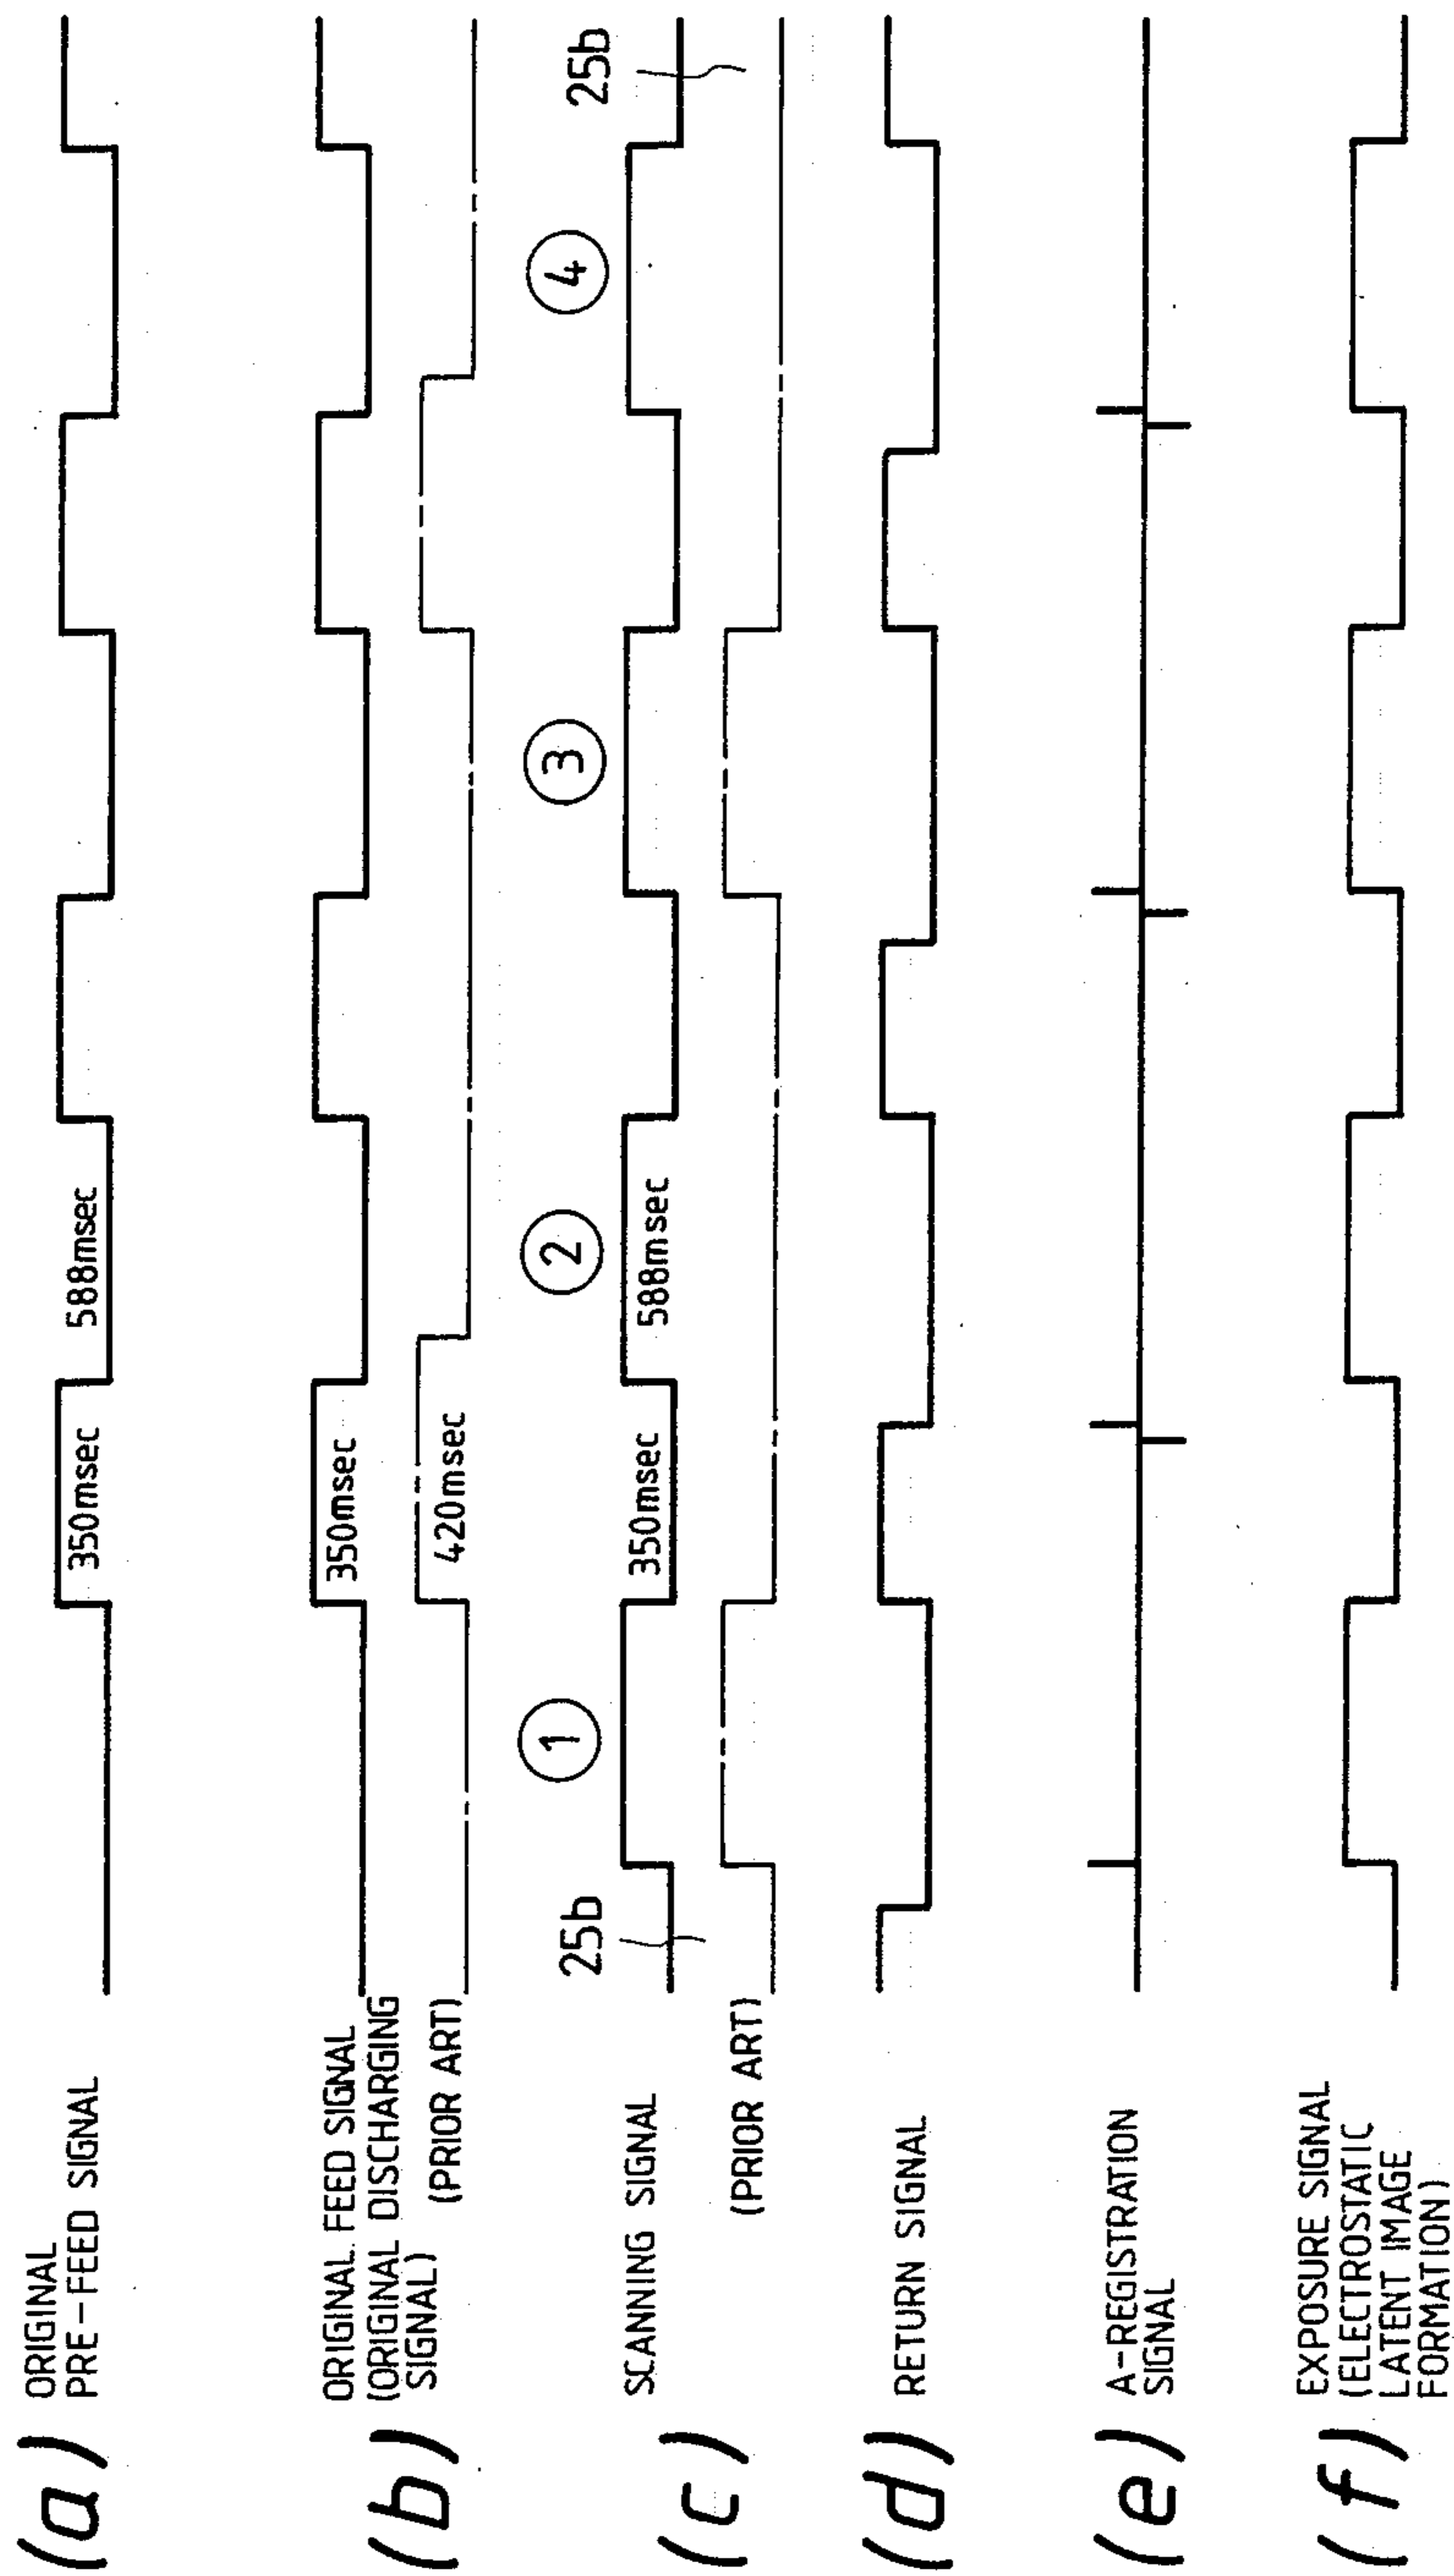 (a)
ORIGINAL
PRE-FEED SIGNAL
350msec
588msec
(b)
ORIGINAL FEED SIGNAL
(ORIGINAL DISCHARGING
SIGNAL)
(PRIOR ART)
350msec
420msec
(c)
SCANNING SIGNAL
(PRIOR ART)
25b
1
350msec
2
588msec
3
4
25b
(d)
RETURN SIGNAL
(e)
A-REGISTRATION
SIGNAL
(f)
EXPOSURE SIGNAL
(ELECTROSTATIC
LATENT IMAGE
FORMATION)